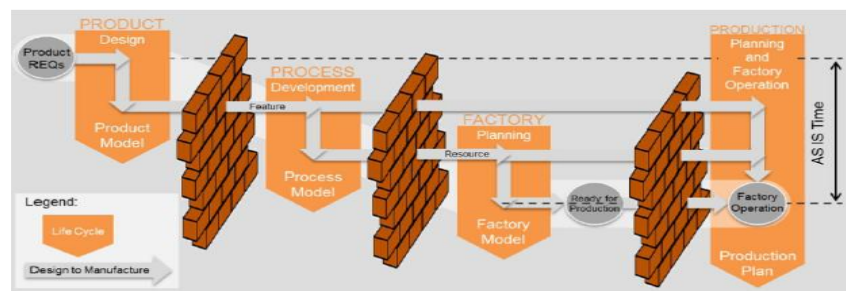 PRODUCT
Design
Product
REQs
Product
Model
PROCESS
Development
Feature
Process
Model
FACTORY
Planning
Resource
Ready for
Production
Factory
Model
PRODUCTION
Planning
and
Factory
Operation
Factory
Operation
Production
Plan
AS IS Time
Legend:
Life Cycle
Design to Manufacture